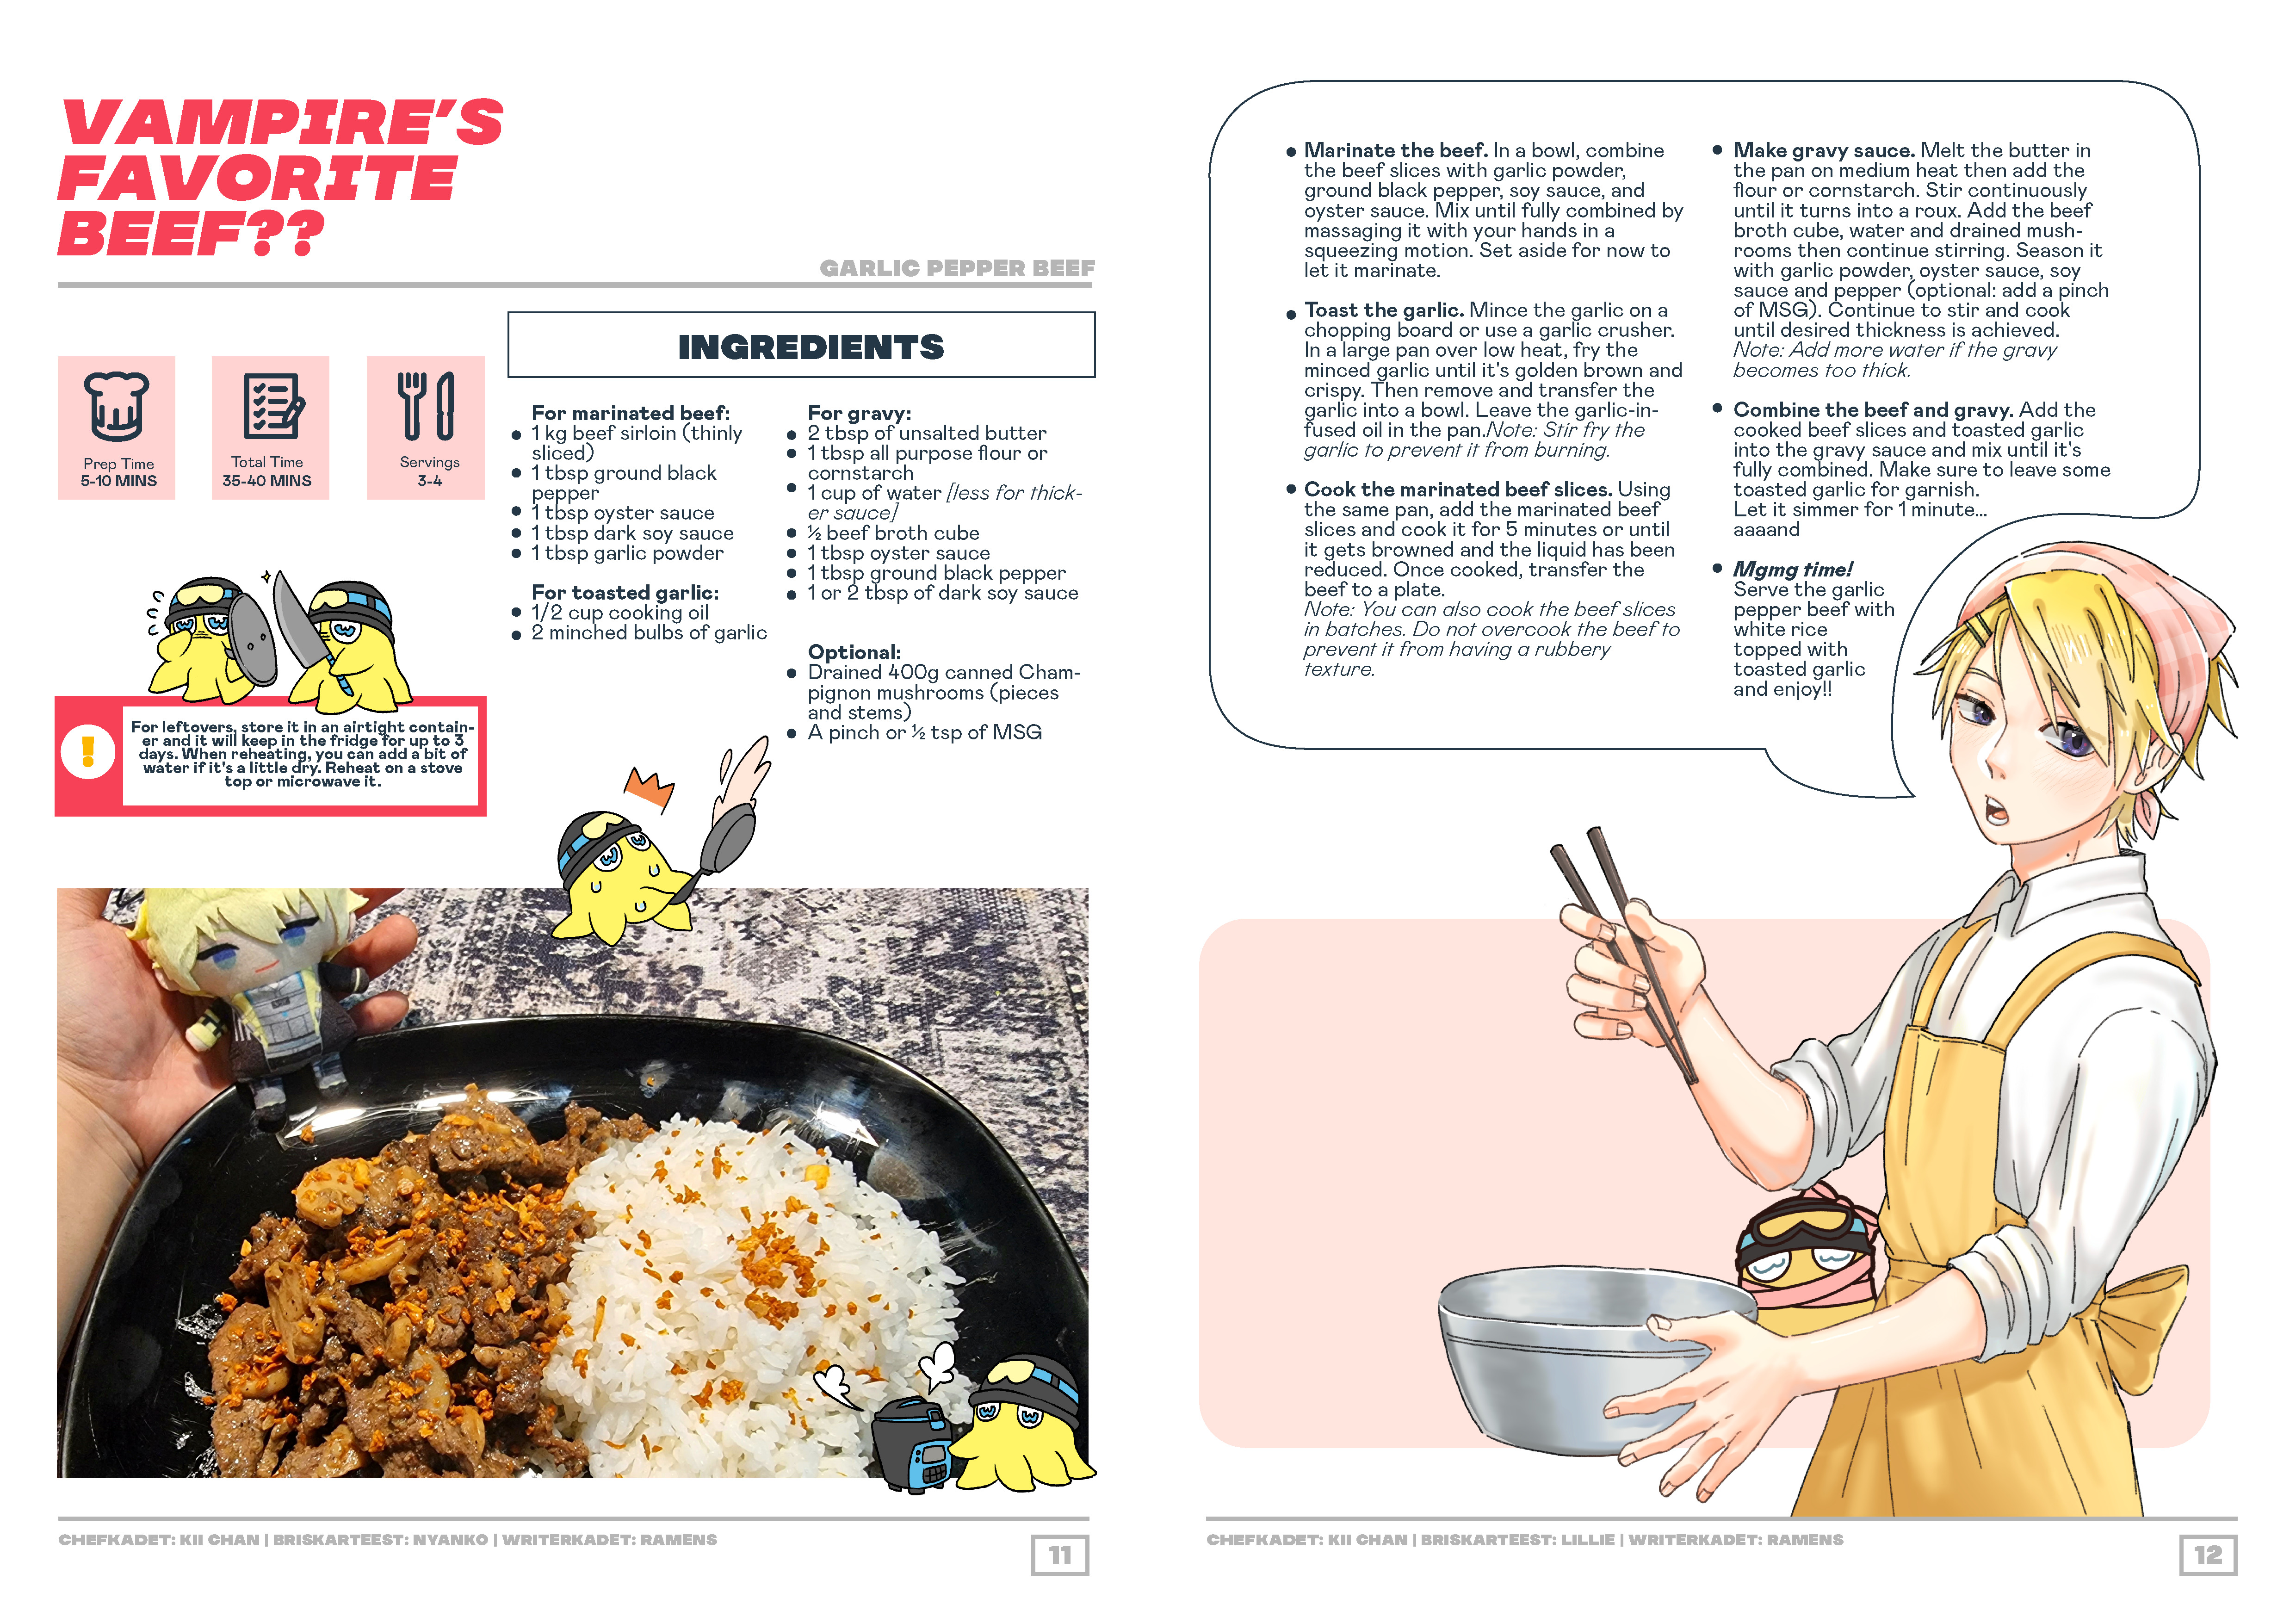 VAMPIRE'S
FAVORITE
BEEF??
GARLIC PEPPER BEEF
Prep Time
5-10 MINS
Total Time
35-40 MINS
Servings
3-4
For leftovers, store it in an airtight contain-
er and it will keep in the fridge for up to 3
days. When reheating, you can add a bit of
water if it's a little dry. Reheat on a stove
top or microwave it.
INGREDIENTS
For marinated beef:
• 1 kg beef sirloin (thinly
sliced)
• 1 tbsp ground black
pepper
• 1 tbsp oyster sauce
• 1 tbsp dark soy sauce
• 1 tbsp garlic powder
For toasted garlic:
• 1/2 cup cooking oil
• 2 minched bulbs of garlic
For gravy:
• 2 tbsp of unsalted butter
• 1 tbsp all purpose flour or
cornstarch
• 1 cup of water [less for thick-
er sauce]
• ½ beef broth cube
• 1 tbsp oyster sauce
• 1 tbsp ground black pepper
• 1 or 2 tbsp of dark soy sauce
Optional:
• Drained 400g canned Cham-
pignon mushrooms (pieces
and stems)
• A pinch or ½ tsp of MSG
CHEFKADET: KII CHAN | BRISKARTEEST: NYANKO | WRITERKADET: RAMENS
11
• Marinate the beef. In a bowl, combine
the beef slices with garlic powder,
ground black pepper, soy sauce, and
oyster sauce. Mix until fully combined by
massaging it with your hands in a
squeezing motion. Set aside for now to
let it marinate.
• Toast the garlic. Mince the garlic on a
chopping board or use a garlic crusher.
In a large pan over low heat, fry the
minced garlic until it's golden brown and
crispy. Then remove and transfer the
garlic into a bowl. Leave the garlic-in-
fused oil in the pan.Note: Stir fry the
garlic to prevent it from burning.
• Cook the marinated beef slices. Using
the same pan, add the marinated beef
slices and cook it for 5 minutes or until
it gets browned and the liquid has been
reduced. Once cooked, transfer the
beef to a plate.
Note: You can also cook the beef slices
in batches. Do not overcook the beef to
prevent it from having a rubbery
texture.
• Make gravy sauce. Melt the butter in
the pan on medium heat then add the
flour or cornstarch. Stir continuously
until it turns into a roux. Add the beef
broth cube, water and drained mush-
rooms then continue stirring. Season it
with garlic powder, oyster sauce, soy
sauce and pepper (optional: add a pinch
of MSG). Continue to stir and cook
until desired thickness is achieved.
Note: Add more water if the gravy
becomes too thick.
• Combine the beef and gravy. Add the
cooked beef slices and toasted garlic
into the gravy sauce and mix until it's
fully combined. Make sure to leave some
toasted garlic for garnish.
Let it simmer for 1 minute...
aaaand
• Mgmg time!
Serve the garlic
pepper beef with
white rice
topped with
toasted garlic
and enjoy!!
CHEFKADET: KII CHAN | BRISKARTEEST: LILLIE | WRITERKADET: RAMENS
12